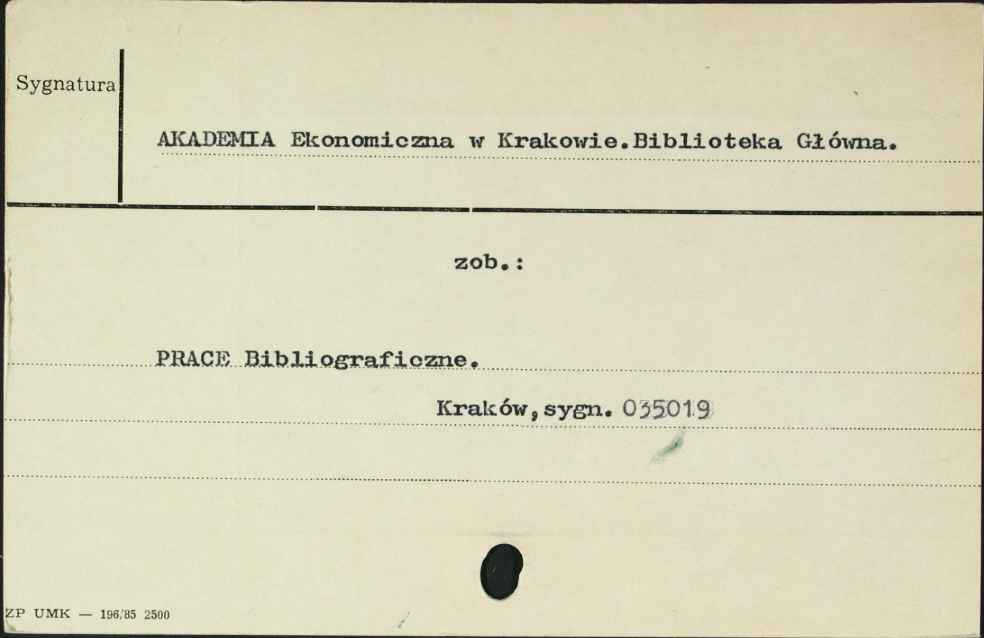 Sygnatura
AKADEMIA Ekonomiczna w Krakowie.Biblioteka Główna.
zob.:
PRACE Bibliograficzne.
Kraków,sygn. 035019
ZP UMK — 196/85 2500